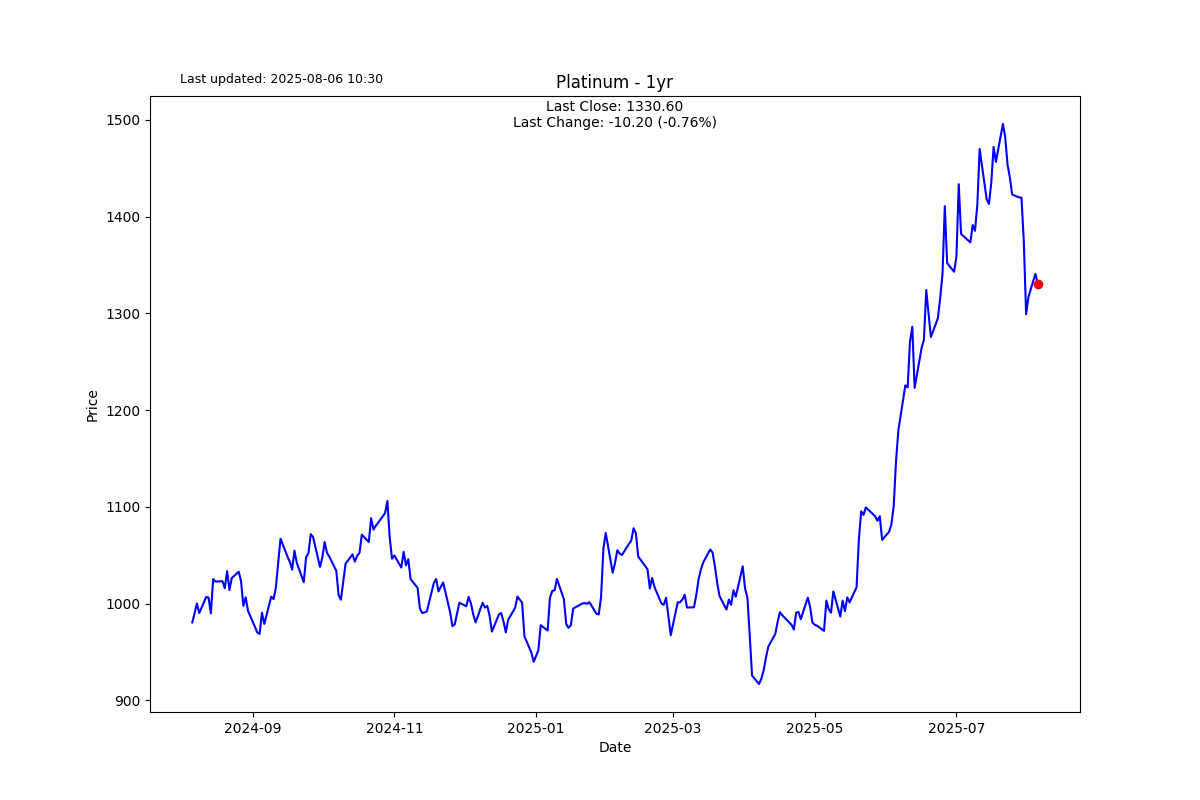 Last updated: 2025-08-06 10:30
Platinum - 1yr
Last Close: 1330.60
Last Change: -10.20 (-0.76%)
1500
1400
1300
1200
1100
1000
900
Price
2024-09
2024-11
2025-01
2025-03
2025-05
2025-07
Date